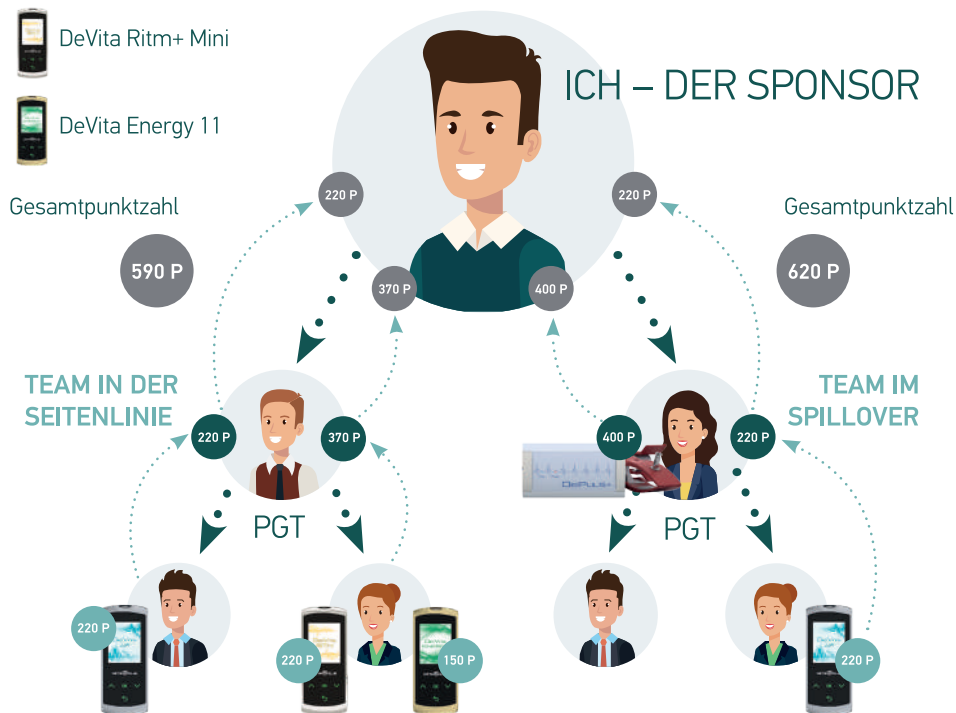 DeVita Ritm+ Mini
ICH – DER SPONSOR
DeVita Energy 11
220 P
220 P
Gesamtpunktzahl
Gesamtpunktzahl
590 P
620 P
370 P
400 P
TEAM IN DER
SEITENLINIE
TEAM IM
SPILLOVER
220 P
370 P
400 P
220 P
DePuls+
PGT
PGT
220 P
220 P
150 P
220 P